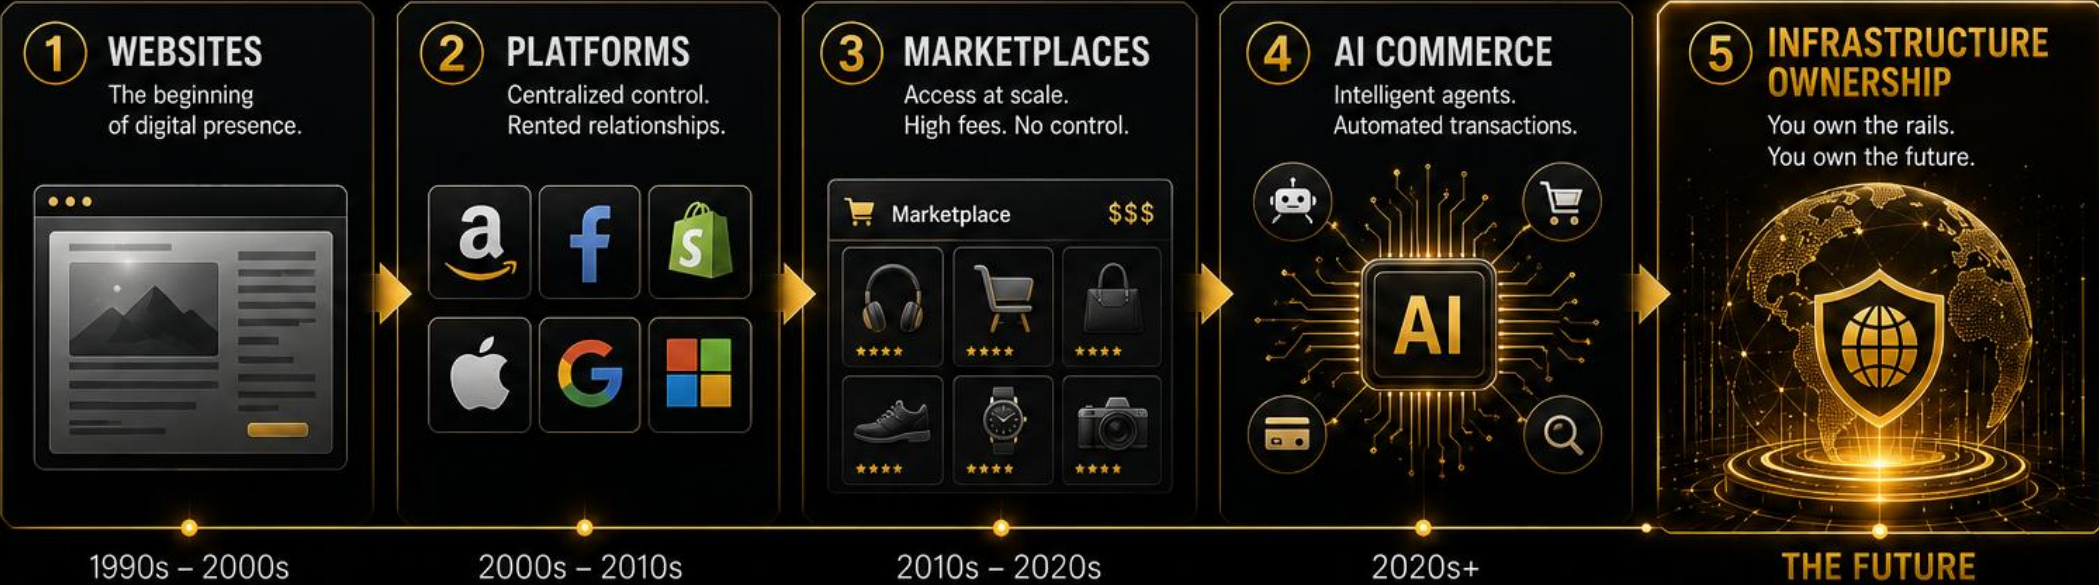 1
WEBSITES
The beginning
of digital presence.
1990s – 2000s
2
PLATFORMS
Centralized control.
Rented relationships.
a
f
S
G
2000s – 2010s
3
MARKETPLACES
Access at scale.
High fees. No control.
Marketplace
$$$
2010s – 2020s
4
AI COMMERCE
Intelligent agents.
Automated transactions.
AI
2020s+
5
INFRASTRUCTURE
OWNERSHIP
You own the rails.
You own the future.
THE FUTURE